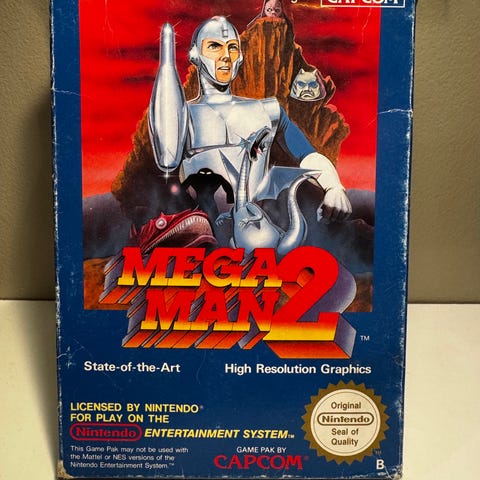 CAPCOM
MEGA
MAN 2
TM
State-of-the-Art High Resolution Graphics
LICENSED BY NINTENDO®
FOR PLAY ON THE
Nintendo ENTERTAINMENT SYSTEM™
This Game Pak may not be used with
the Mattel or NES versions of the
Nintendo Entertainment System.™
GAME PAK BY
CAPCOM®
Original
Nintendo
Seal of
Quality
B